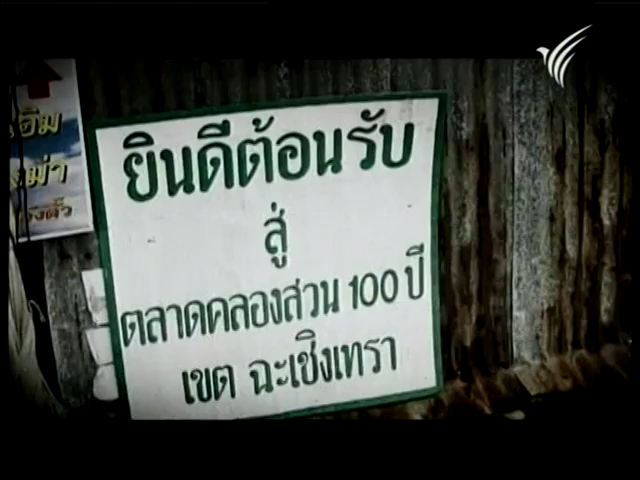 ยินดีต้อนรับ
สู่
ตลาดคลองสวน 100 ปี
เขต ฉะเชิงเทรา